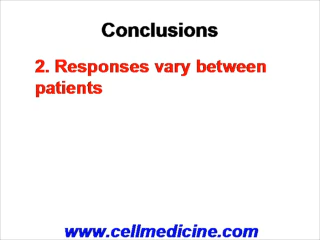 Conclusions
2. Responses vary between
patients
www.cellmedicine.com